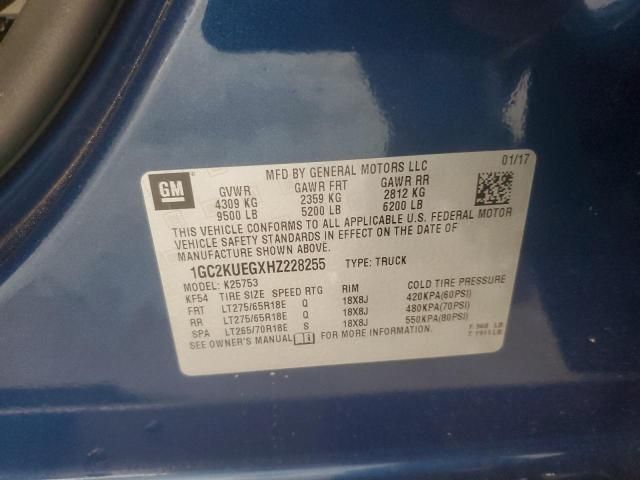 MFD BY GENERAL MOTORS LLC 01/17
GM
GVWR GAWR FRT GAWR RR
4309 KG 2359 KG 2812 KG
9500 LB 5200 LB 6200 LB
THIS VEHICLE CONFORMS TO ALL APPLICABLE U.S. FEDERAL MOTOR
VEHICLE SAFETY STANDARDS IN EFFECT ON THE DATE OF
MANUFACTURE SHOWN ABOVE.
1GC2KUEGXHZ228255 TYPE: TRUCK
MODEL: K25753
KF54 TIRE SIZE SPEED RTG RIM COLD TIRE PRESSURE
FRT LT275/65R18E Q 18X8J 420KPA(60PSI)
RR LT275/65R18E Q 18X8J 480KPA(70PSI)
SPA LT265/70R18E S 18X8J 550KPA(80PSI)
SEE OWNER'S MANUAL FOR MORE INFORMATION.
F: 968 LB
T: 1911 LB